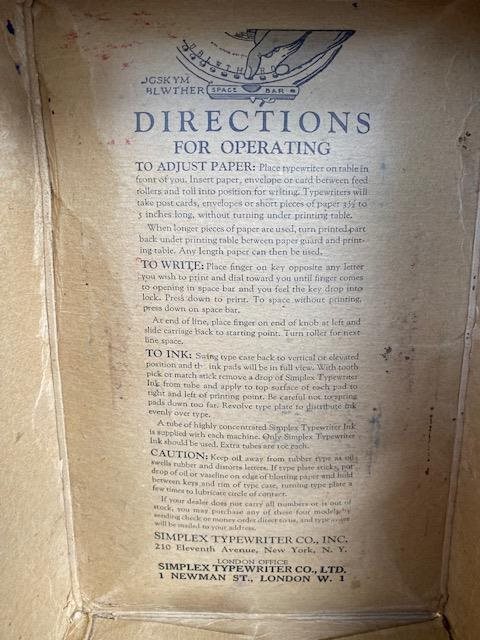 BLWTHER
JGSKYM
BLWTHER SPACE BAR
DIRECTIONS
FOR OPERATING
TO ADJUST PAPER: Place typewriter on table in
front of you. Insert paper, envelope or card between feed
rollers and roll into position for writing. Typewriters will
take post cards, envelopes or short pieces of paper 3½ to
5 inches long, without turning under printing table.
When longer pieces of paper are used, turn printed part
back under printing table between paper guard and print-
ing table. Any length paper can then be used.
TO WRITE: Place finger on key opposite any letter
you wish to print and dial toward you until finger comes
to opening in space bar and you feel the key drop into
lock. Press down to print. To space without printing,
press down on space bar.
At end of line, place finger on end of knob at left and
slide carriage back to starting point. Turn roller for next
line space.
TO INK: Swing type case back to vertical or elevated
position and the ink pads will be in full view. With tooth
pick or match stick remove a drop of Simplex Typewriter
Ink from tube and apply to top surface of each pad to
right and left of printing point. Be careful not to spring
pads down too far. Revolve type plate to distribute ink
evenly over type.
A tube of highly concentrated Simplex Typewriter Ink
is supplied with each machine. Only Simplex Typewriter
Ink should be used. Extra tubes are 10c each.
CAUTION: Keep oil away from rubber type as oil
swells rubber and distorts letters. If type plate sticks, put
drop of oil or vaseline on edge of blotting paper and hold
between keys and rim of type case, turning type plate a
few times to lubricate circle of contact.
If your dealer does not carry all numbers or is out of
stock, you may purchase any of these four models by
sending check or money order direct to us, and typewriter
will be mailed to your address.
SIMPLEX TYPEWRITER CO., INC.
210 Eleventh Avenue, New York, N. Y.
LONDON OFFICE
SIMPLEX TYPEWRITER CO., LTD.
1 NEWMAN ST., LONDON W. 1